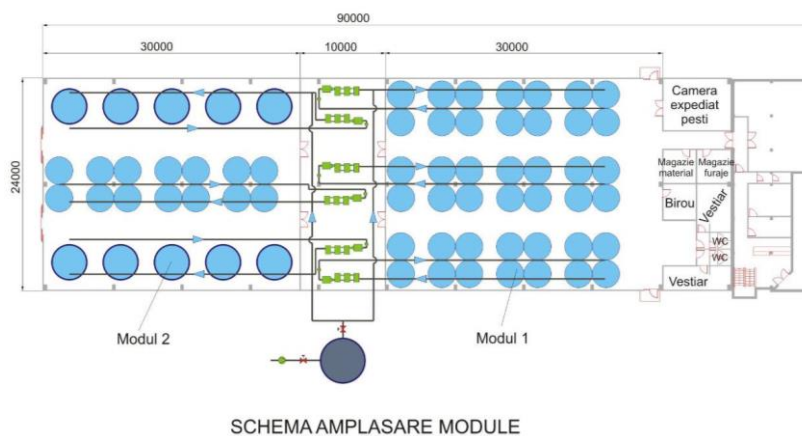 90000
30000
10000
30000
24000
Camera
expediat
pesti
Magazie
material
Magazie
furaje
Birou
Vestiar
WC
WC
Vestiar
Modul 2
Modul 1
SCHEMA AMPLASARE MODULE